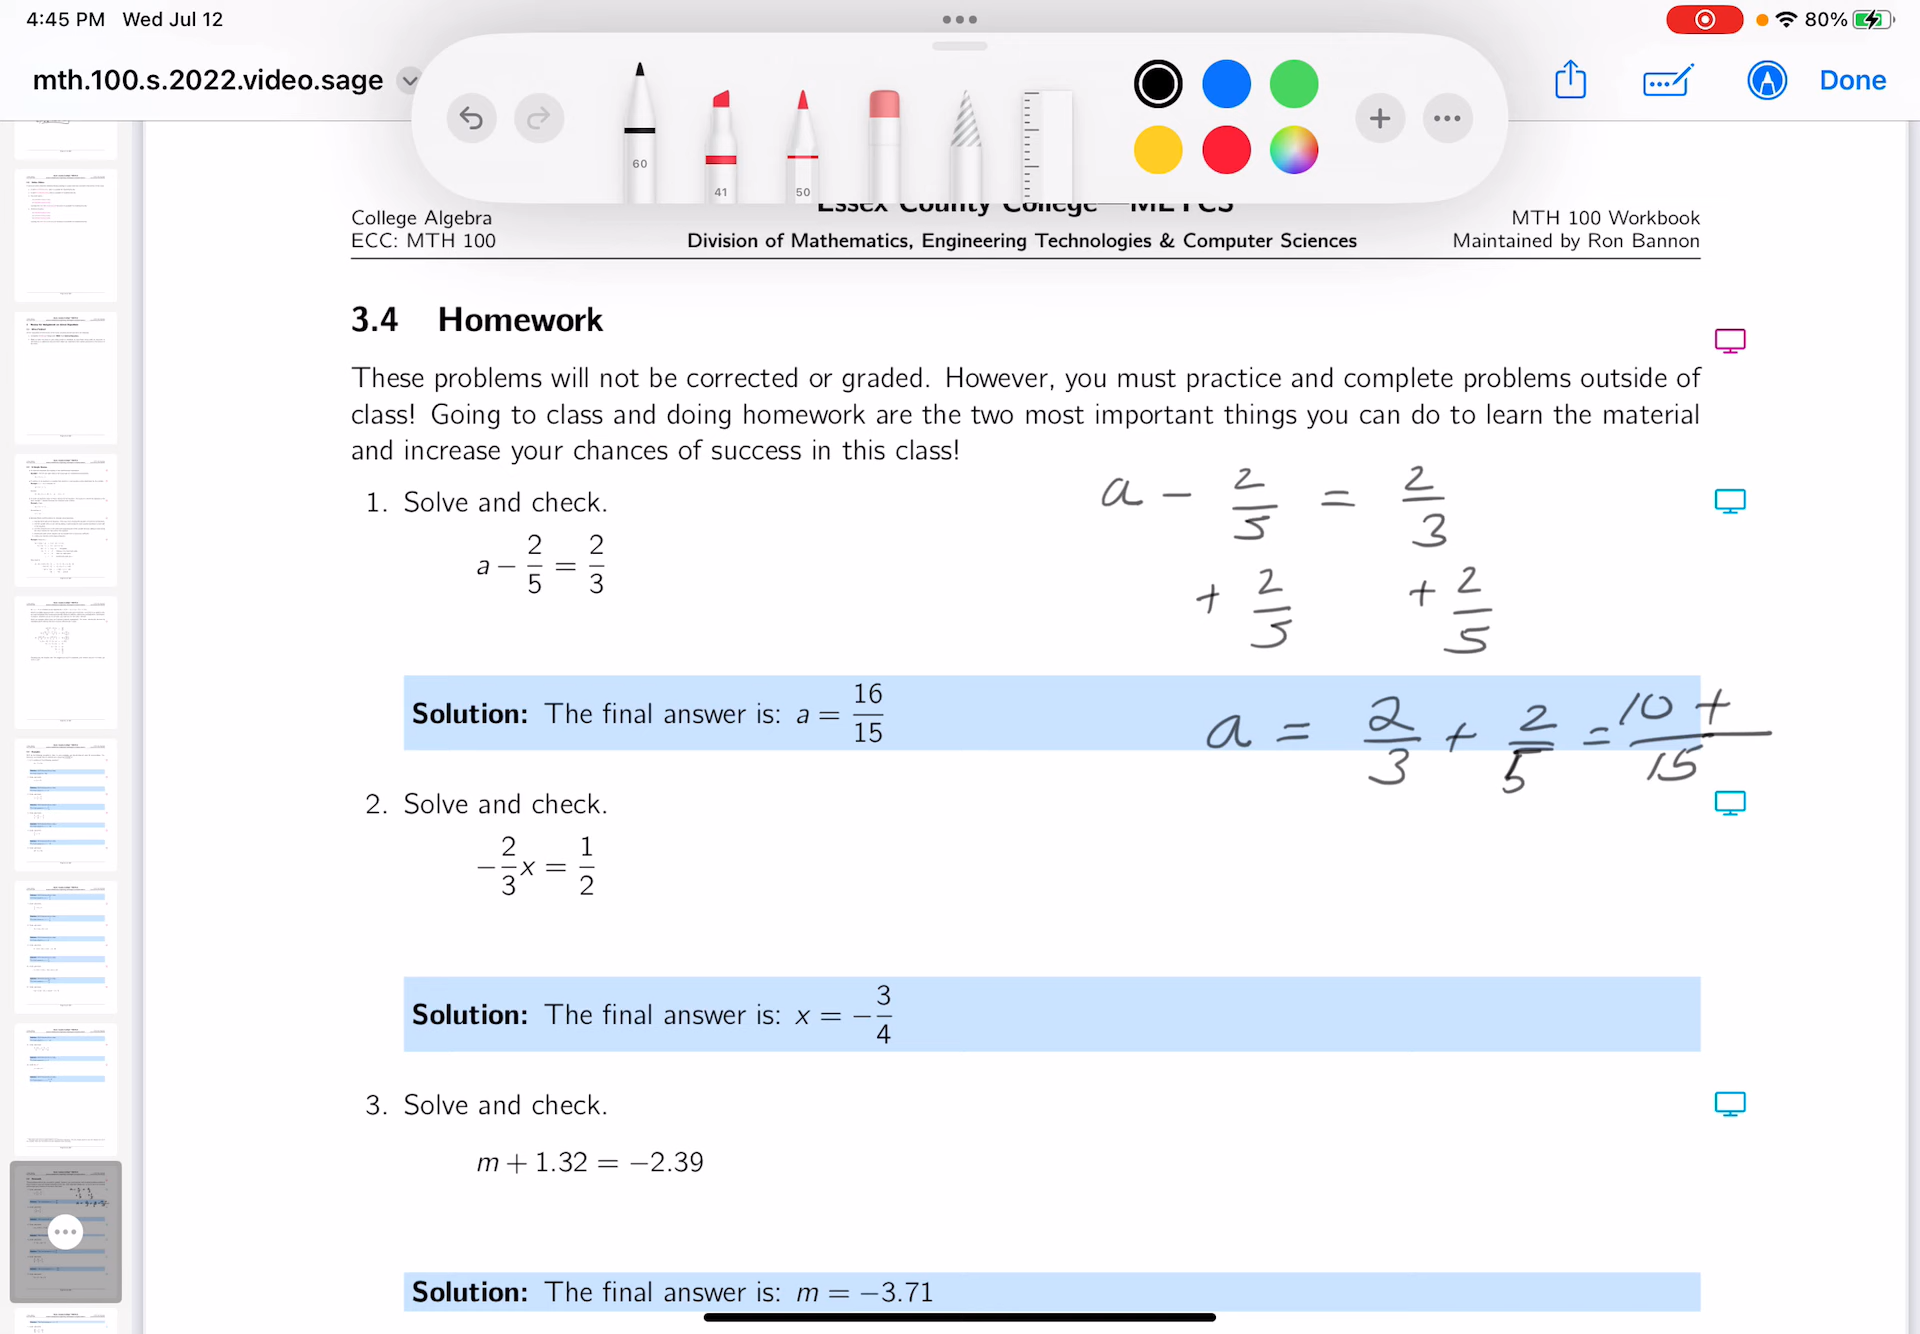 4:45 PM Wed Jul 12
80%
mth.100.s.2022.video.sage
60
41
50
Done
Essex County College METCS
College Algebra
MTH 100 Workbook
ECC: MTH 100
Division of Mathematics, Engineering Technologies & Computer Sciences
Maintained by Ron Bannon
3.4 Homework
These problems will not be corrected or graded. However, you must practice and complete problems outside of
class! Going to class and doing homework are the two most important things you can do to learn the material
and increase your chances of success in this class!
1. Solve and check.
a − 2/5 = 2/3
a − 2/5 = 2/3
+ 2/5 + 2/5
Solution: The final answer is: a = 16/15
a = 2/3 + 2/5 = 10 + /15
2. Solve and check.
−2/3 x = 1/2
Solution: The final answer is: x = −3/4
3. Solve and check.
m + 1.32 = −2.39
Solution: The final answer is: m = −3.71